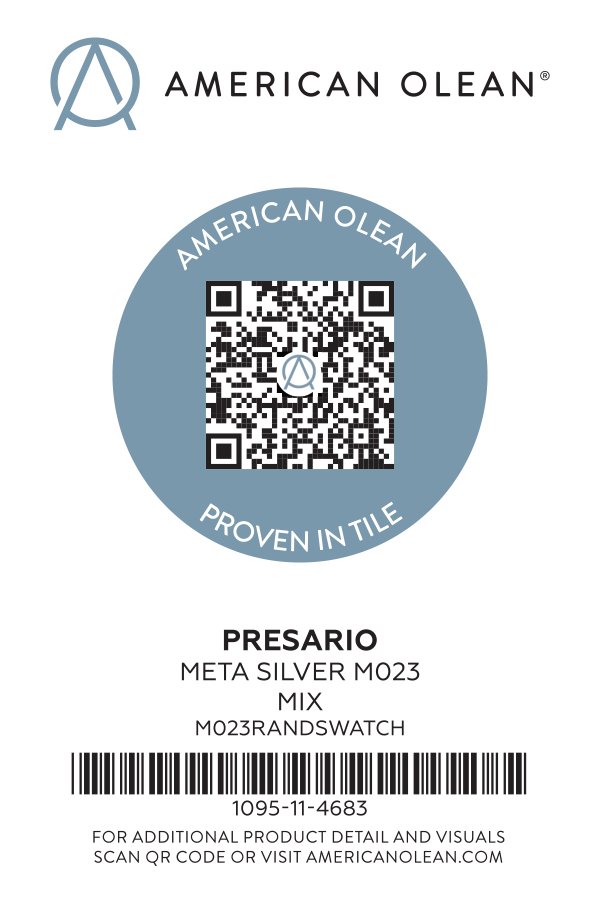 AMERICAN OLEAN®
AMERICAN OLEAN
PROVEN IN TILE
PRESARIO
META SILVER M023
MIX
M023RANDSWATCH
1095-11-4683
FOR ADDITIONAL PRODUCT DETAIL AND VISUALS
SCAN QR CODE OR VISIT AMERICANOLEAN.COM